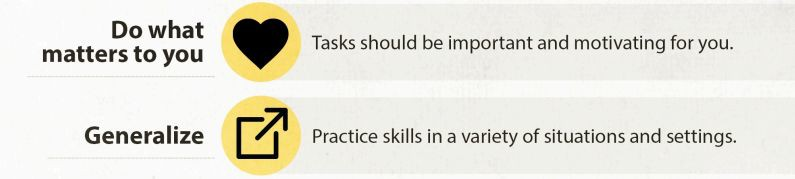 Do what
matters to you
Tasks should be important and motivating for you.
Generalize
Practice skills in a variety of situations and settings.